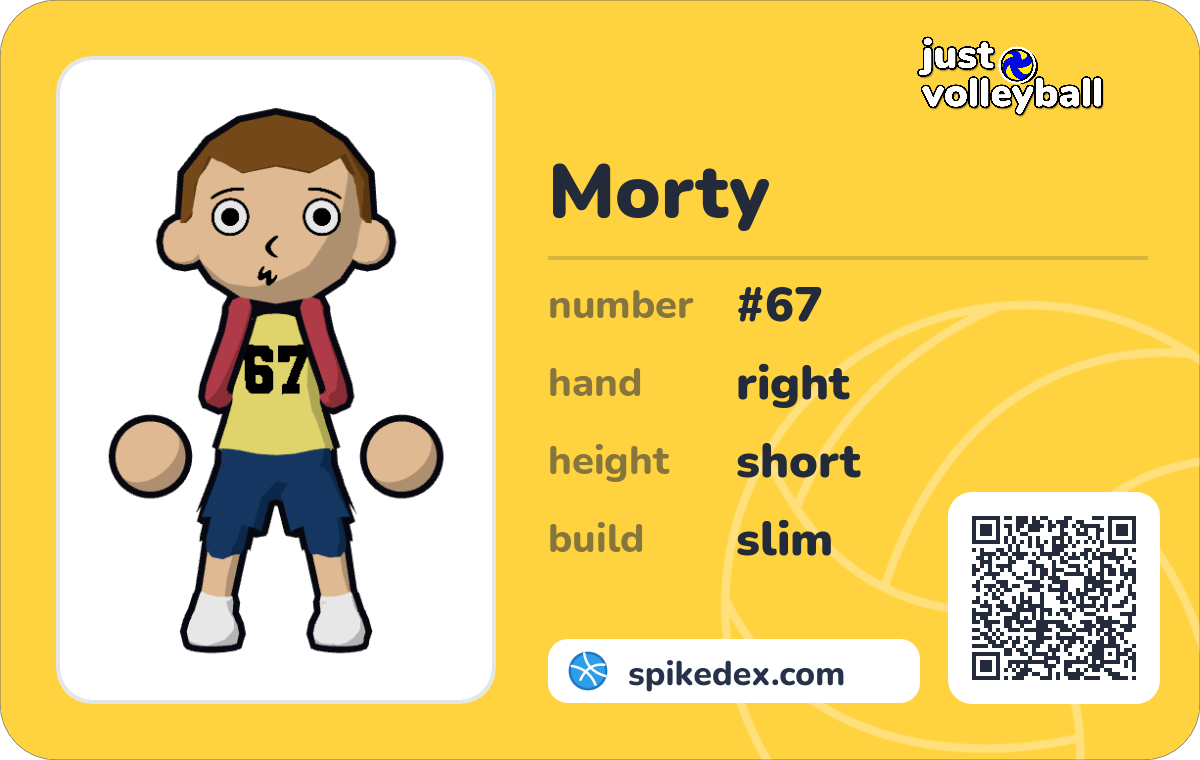 just
volleyball
Morty
number #67
hand right
height short
build slim
67
spikedex.com